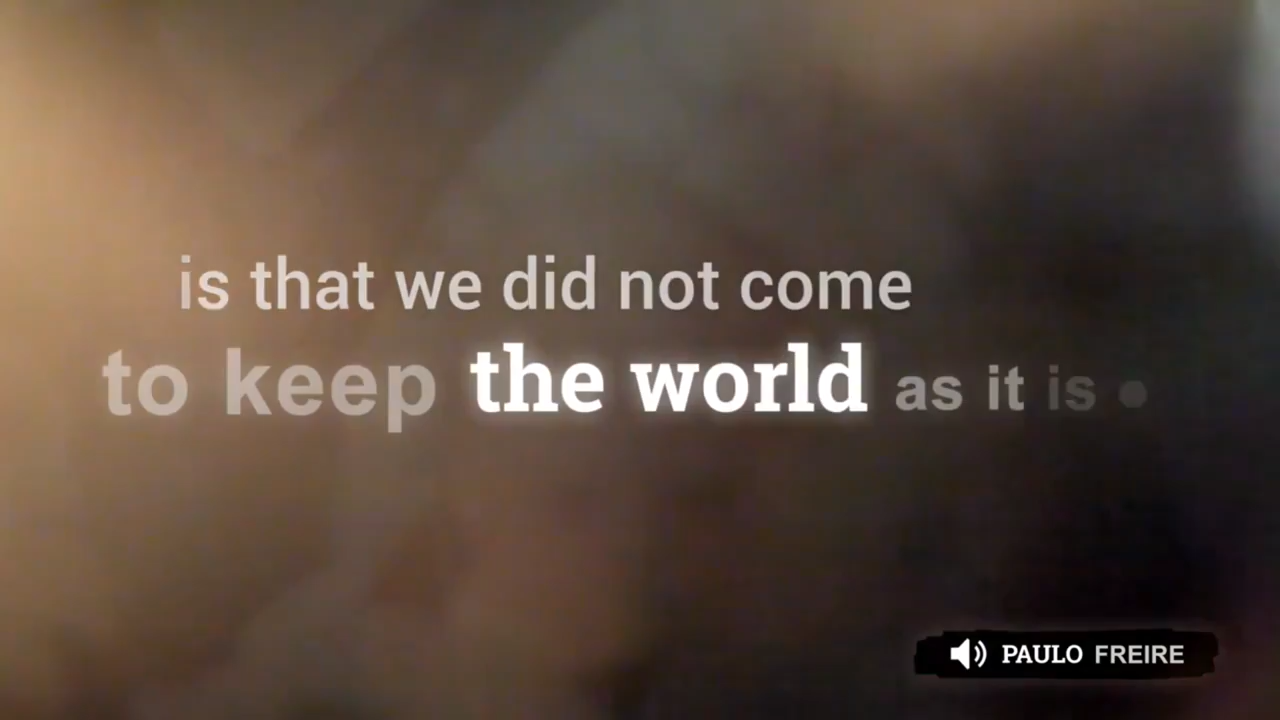 is that we did not come
to keep the world as it is
PAULO FREIRE